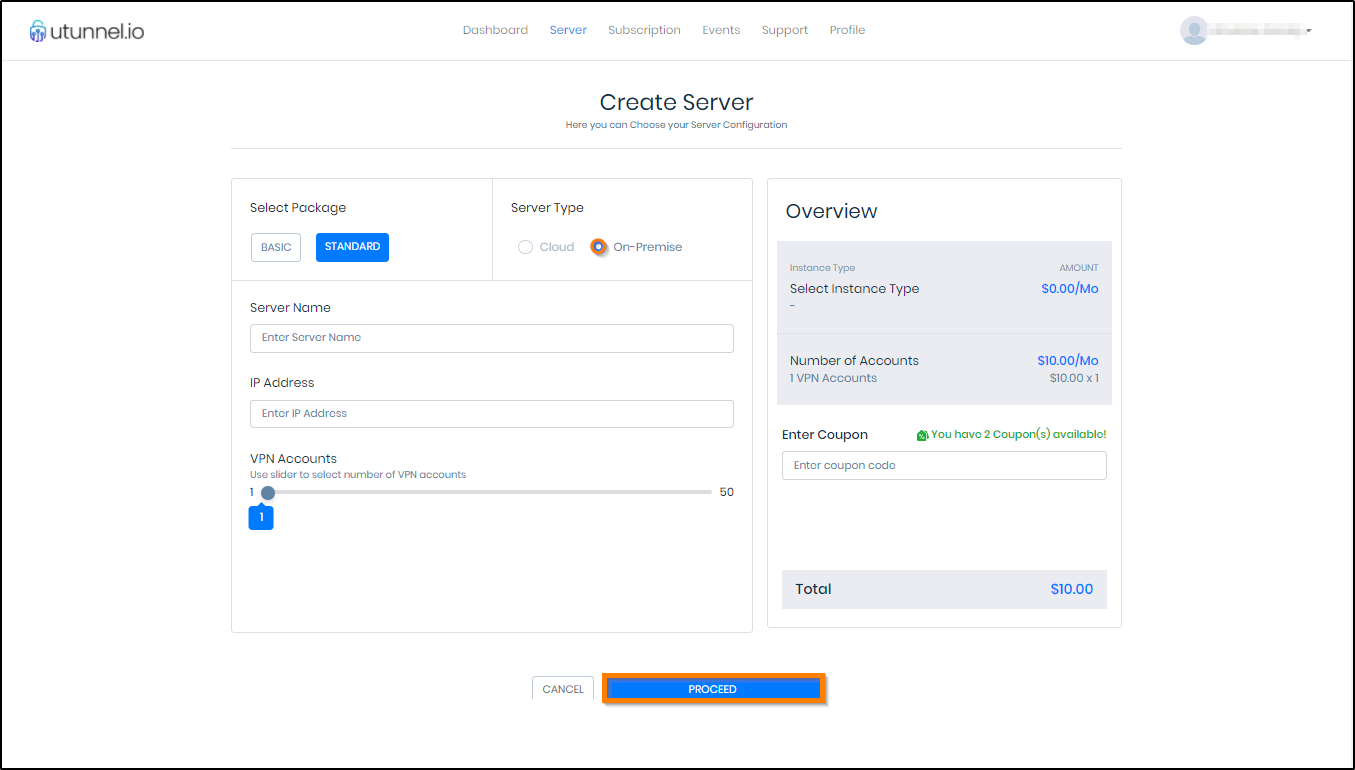 utunnel.io
Dashboard Server Subscription Events Support Profile
Create Server
Here you can Choose your Server Configuration
Select Package
BASIC STANDARD
Server Type
Cloud On-Premise
Server Name
Enter Server Name
IP Address
Enter IP Address
VPN Accounts
Use slider to select number of VPN accounts
1 50
1
Overview
Instance Type AMOUNT
Select Instance Type $0.00/Mo
-
Number of Accounts $10.00/Mo
1 VPN Accounts $10.00 x 1
Enter Coupon You have 2 Coupon(s) available!
Enter coupon code
Total $10.00
CANCEL PROCEED